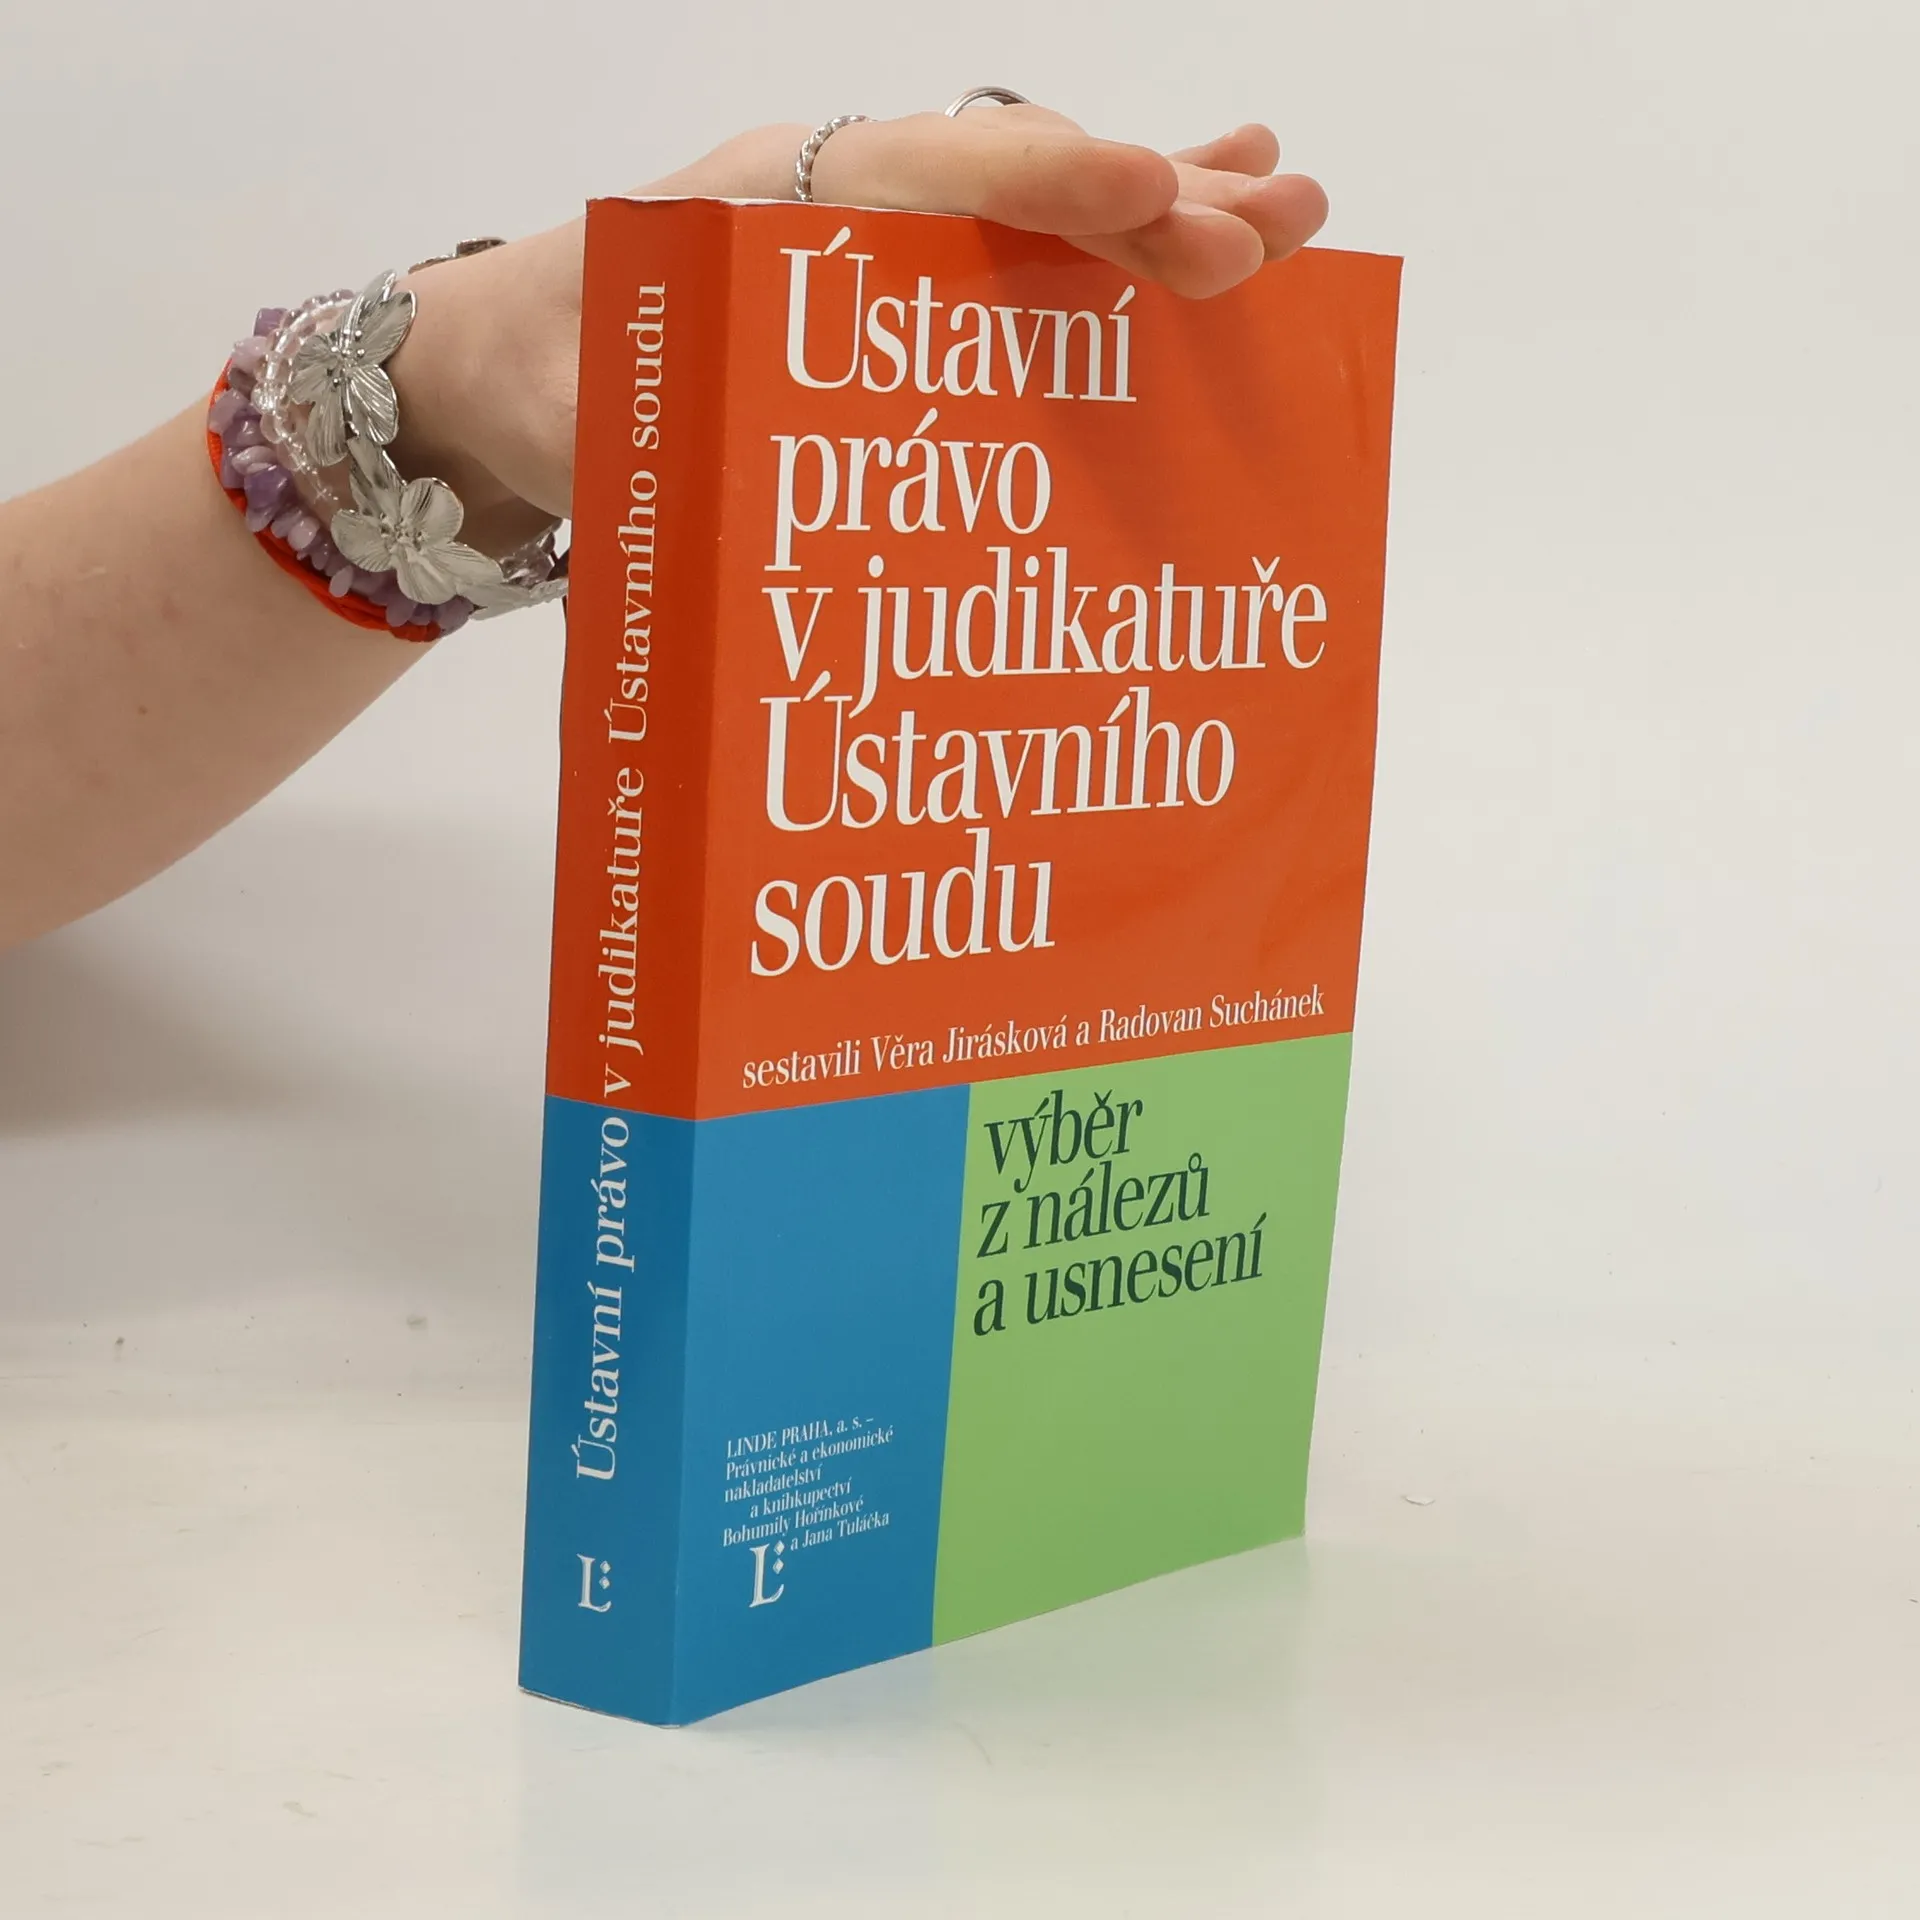 Ústavní
právo
v judikatuře
Ústavního
soudu
sestavili Věra Jirásková a Radovan Suchánek
výběr
z nálezů
a usnesení
LINDE PRAHA, a. s. –
Právnické a ekonomické
nakladatelství
a knihkupectví
Bohumily Hořínkové
a Jana Tuláčka
L
Ústavní právo v judikatuře Ústavního soudu
L